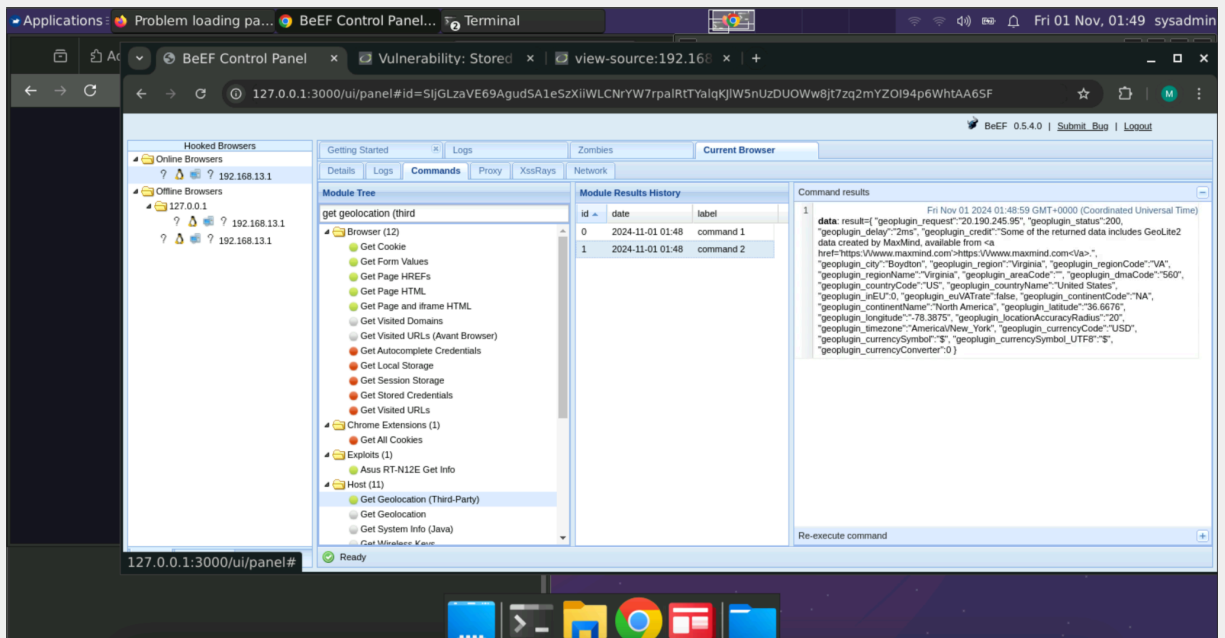 Applications
Problem loading pa...
BeEF Control Panel...
Terminal
Fri 01 Nov, 01:49 sysadmin
BeEF Control Panel
Vulnerability: Stored
view-source:192.168
127.0.0.1:3000/ui/panel#id=SIjGLzaVE69AgudSA1eSzXiiWLCNrYW7rpalRtTYalqKJlW5nUzDUOWw8jt7zq2mYZOI94p6WhtAA6SF
M
BeEF 0.5.4.0 | Submit Bug | Logout
Hooked Browsers
Online Browsers
? ? 192.168.13.1
Offline Browsers
127.0.0.1
? ? 192.168.13.1
? ? 192.168.13.1
Getting Started
Logs
Zombies
Current Browser
Details
Logs
Commands
Proxy
XssRays
Network
Module Tree
get geolocation (third
Browser (12)
Get Cookie
Get Form Values
Get Page HREFs
Get Page HTML
Get Page and iframe HTML
Get Visited Domains
Get Visited URLs (Avant Browser)
Get Autocomplete Credentials
Get Local Storage
Get Session Storage
Get Stored Credentials
Get Visited URLs
Chrome Extensions (1)
Get All Cookies
Exploits (1)
Asus RT-N12E Get Info
Host (11)
Get Geolocation (Third-Party)
Get Geolocation
Get System Info (Java)
Get Wireless Keys
Module Results History
id date label
0 2024-11-01 01:48 command 1
1 2024-11-01 01:48 command 2
Command results
1 Fri Nov 01 2024 01:48:59 GMT+0000 (Coordinated Universal Time)
data: result={ "geoplugin_request":"20.190.245.95", "geoplugin_status":200,
"geoplugin_delay":"2ms", "geoplugin_credit":"Some of the returned data includes GeoLite2
data created by MaxMind, available from <a
href='https:\/\/www.maxmind.com'>https:\/\/www.maxmind.com<\/a>.",
"geoplugin_city":"Boydton", "geoplugin_region":"Virginia", "geoplugin_regionCode":"VA",
"geoplugin_regionName":"Virginia", "geoplugin_areaCode":"", "geoplugin_dmaCode":"560",
"geoplugin_countryCode":"US", "geoplugin_countryName":"United States",
"geoplugin_inEU":0, "geoplugin_euVATrate":false, "geoplugin_continentCode":"NA",
"geoplugin_continentName":"North America", "geoplugin_latitude":"36.6676",
"geoplugin_longitude":"-78.3875", "geoplugin_locationAccuracyRadius":"20",
"geoplugin_timezone":"America\/New_York", "geoplugin_currencyCode":"USD",
"geoplugin_currencySymbol":"$", "geoplugin_currencySymbol_UTF8":"$",
"geoplugin_currencyConverter":0 }
Re-execute command
Ready
127.0.0.1:3000/ui/panel#